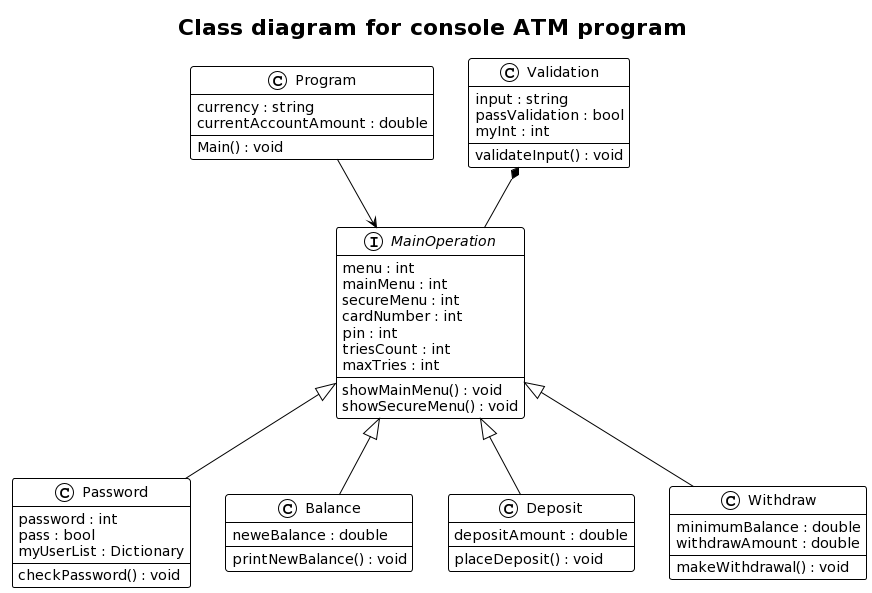 Class diagram for console ATM program
C Program
currency : string
currentAccountAmount : double
Main() : void
C Validation
input : string
passValidation : bool
myInt : int
validateInput() : void
I MainOperation
menu : int
mainMenu : int
secureMenu : int
cardNumber : int
pin : int
triesCount : int
maxTries : int
showMainMenu() : void
showSecureMenu() : void
C Password
password : int
pass : bool
myUserList : Dictionary
checkPassword() : void
C Balance
neweBalance : double
printNewBalance() : void
C Deposit
depositAmount : double
placeDeposit() : void
C Withdraw
minimumBalance : double
withdrawAmount : double
makeWithdrawal() : void